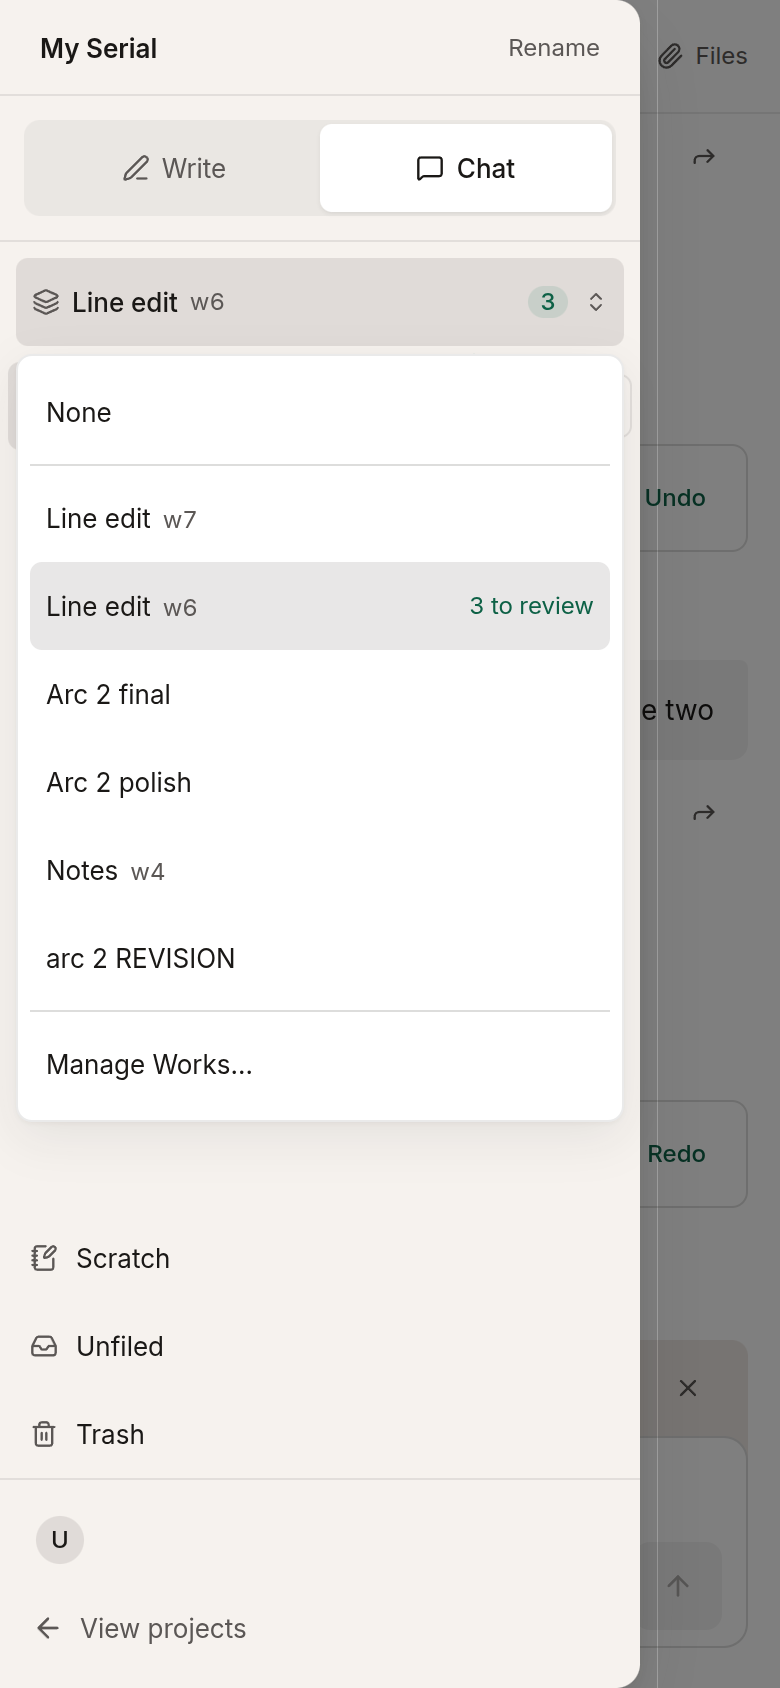 My Serial
Rename
Files
Write
Chat
Line edit w6
3
None
Line edit w7
Undo
Line edit w6
3 to review
Arc 2 final
e two
Arc 2 polish
Notes w4
arc 2 REVISION
Manage Works...
Redo
Scratch
Unfiled
Trash
U
View projects